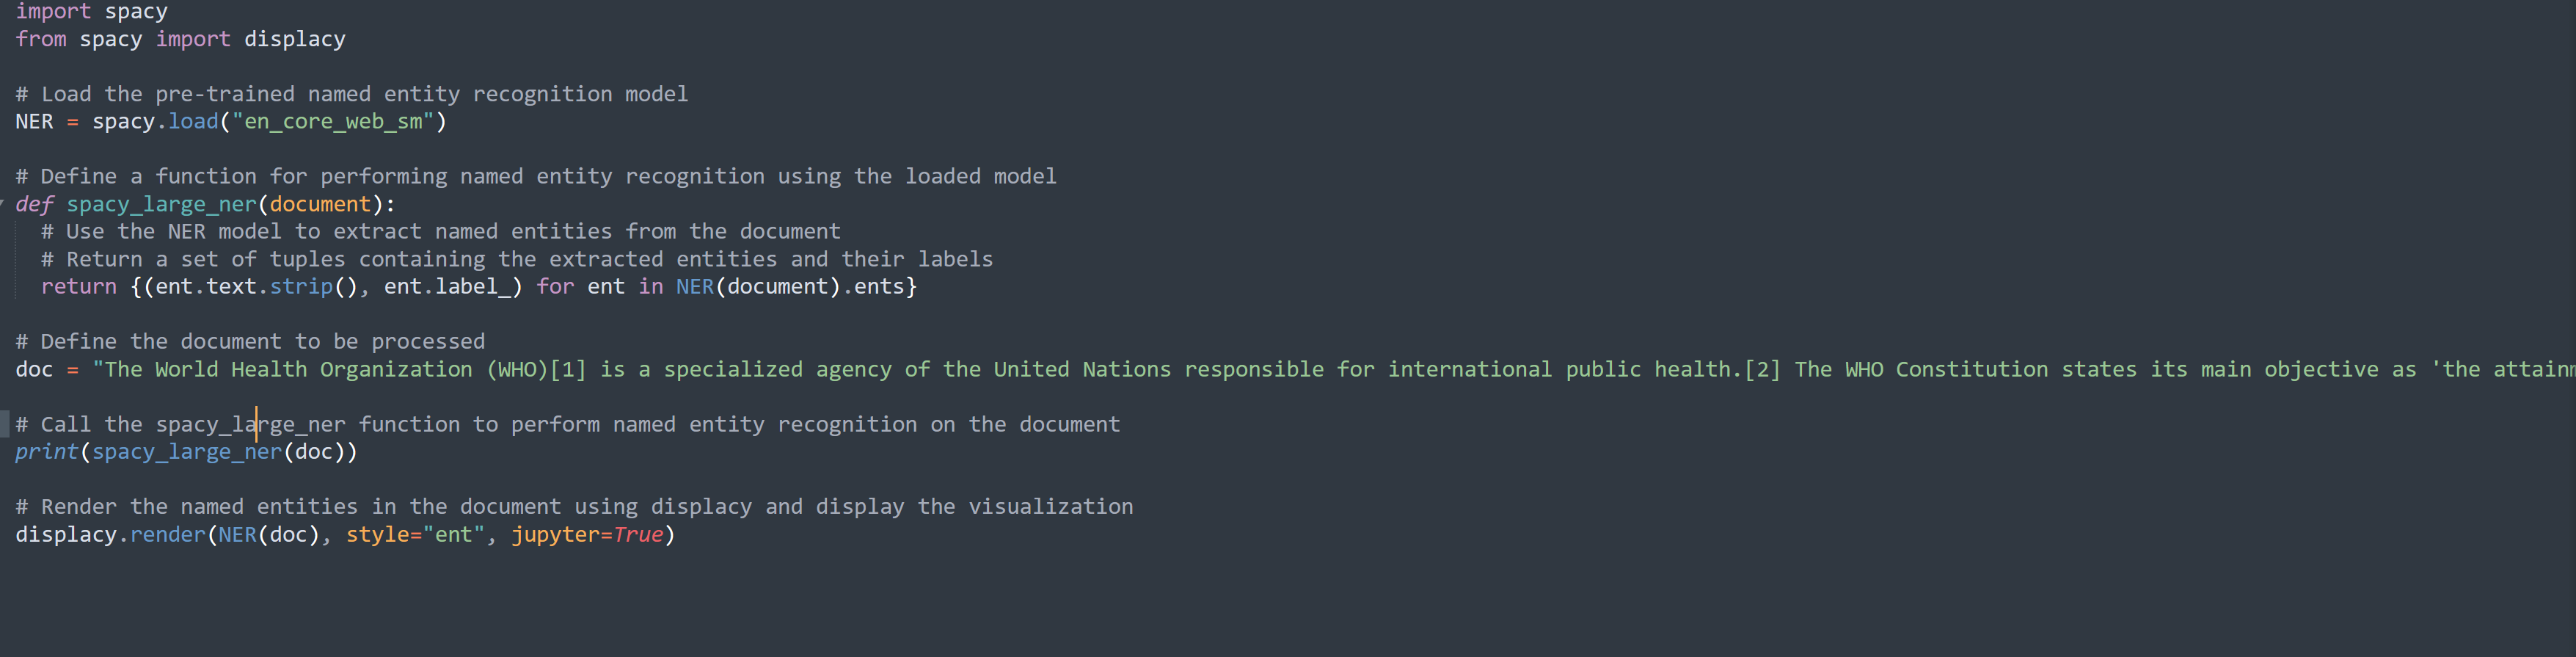 import spacy
from spacy import displacy
# Load the pre-trained named entity recognition model
NER = spacy.load("en_core_web_sm")
# Define a function for performing named entity recognition using the loaded model
def spacy_large_ner(document):
# Use the NER model to extract named entities from the document
# Return a set of tuples containing the extracted entities and their labels
return {(ent.text.strip(), ent.label_) for ent in NER(document).ents}
# Define the document to be processed
doc = "The World Health Organization (WHO)[1] is a specialized agency of the United Nations responsible for international public health.[2] The WHO Constitution states its main objective as 'the
# Call the spacy_large_ner function to perform named entity recognition on the document
print(spacy_large_ner(doc))
# Render the named entities in the document using displacy and display the visualization
displacy.render(NER(doc), style="ent", jupyter=True)